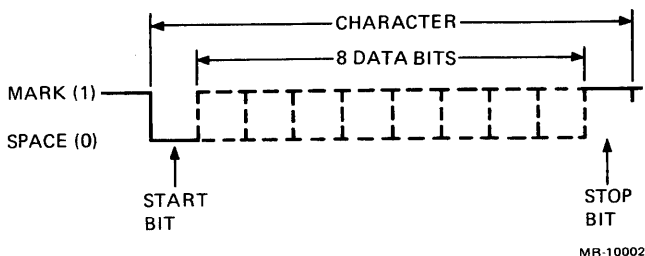 CHARACTER
8 DATA BITS
MARK (1)
SPACE (0)
START
BIT
STOP
BIT
MR-10002